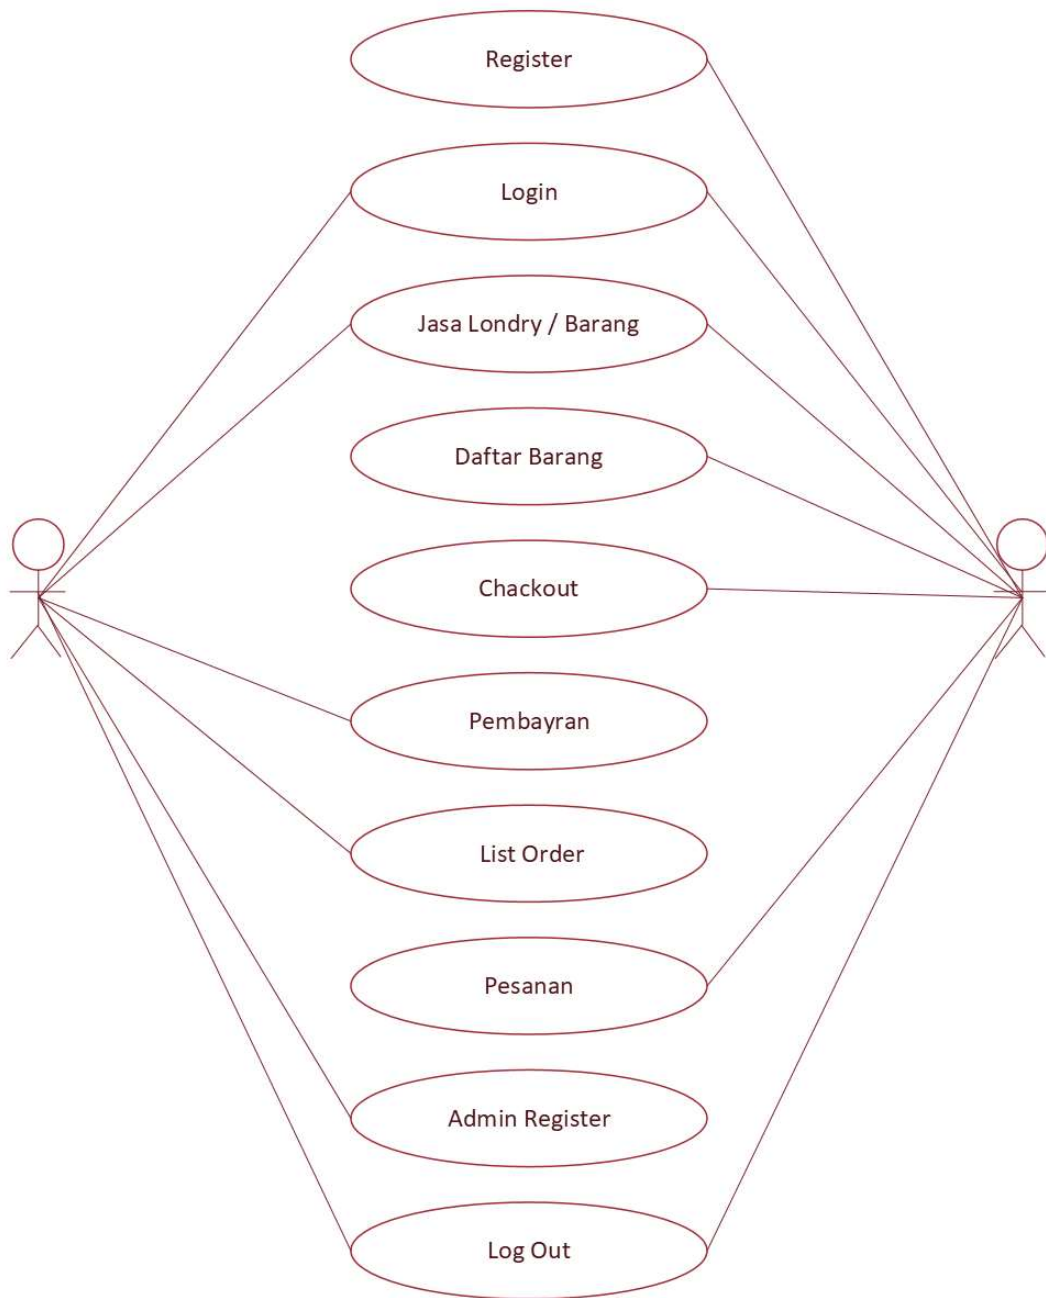 Register
Login
Jasa Londry / Barang
Daftar Barang
Chackout
Pembayran
List Order
Pesanan
Admin Register
Log Out